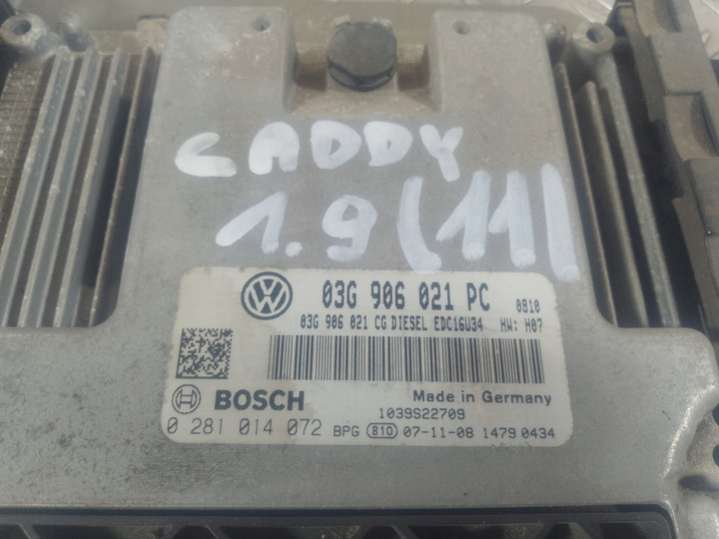 CADDY
1.9 (11)
03G 906 021 PC 0810
03G 906 021 CG DIESEL EDC16U34 HW: H07
BOSCH Made in Germany
1039S22709
0 281 014 072 BPG 810 07-11-08 1479 0434